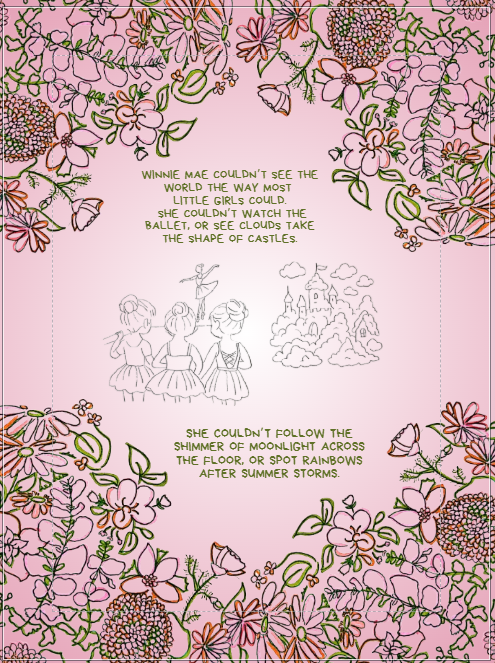 WINNIE MAE COULDN'T SEE THE
WORLD THE WAY MOST
LITTLE GIRLS COULD.
SHE COULDN'T WATCH THE
BALLET, OR SEE CLOUDS TAKE
THE SHAPE OF CASTLES.
SHE COULDN'T FOLLOW THE
SHIMMER OF MOONLIGHT ACROSS
THE FLOOR, OR SPOT RAINBOWS
AFTER SUMMER STORMS.